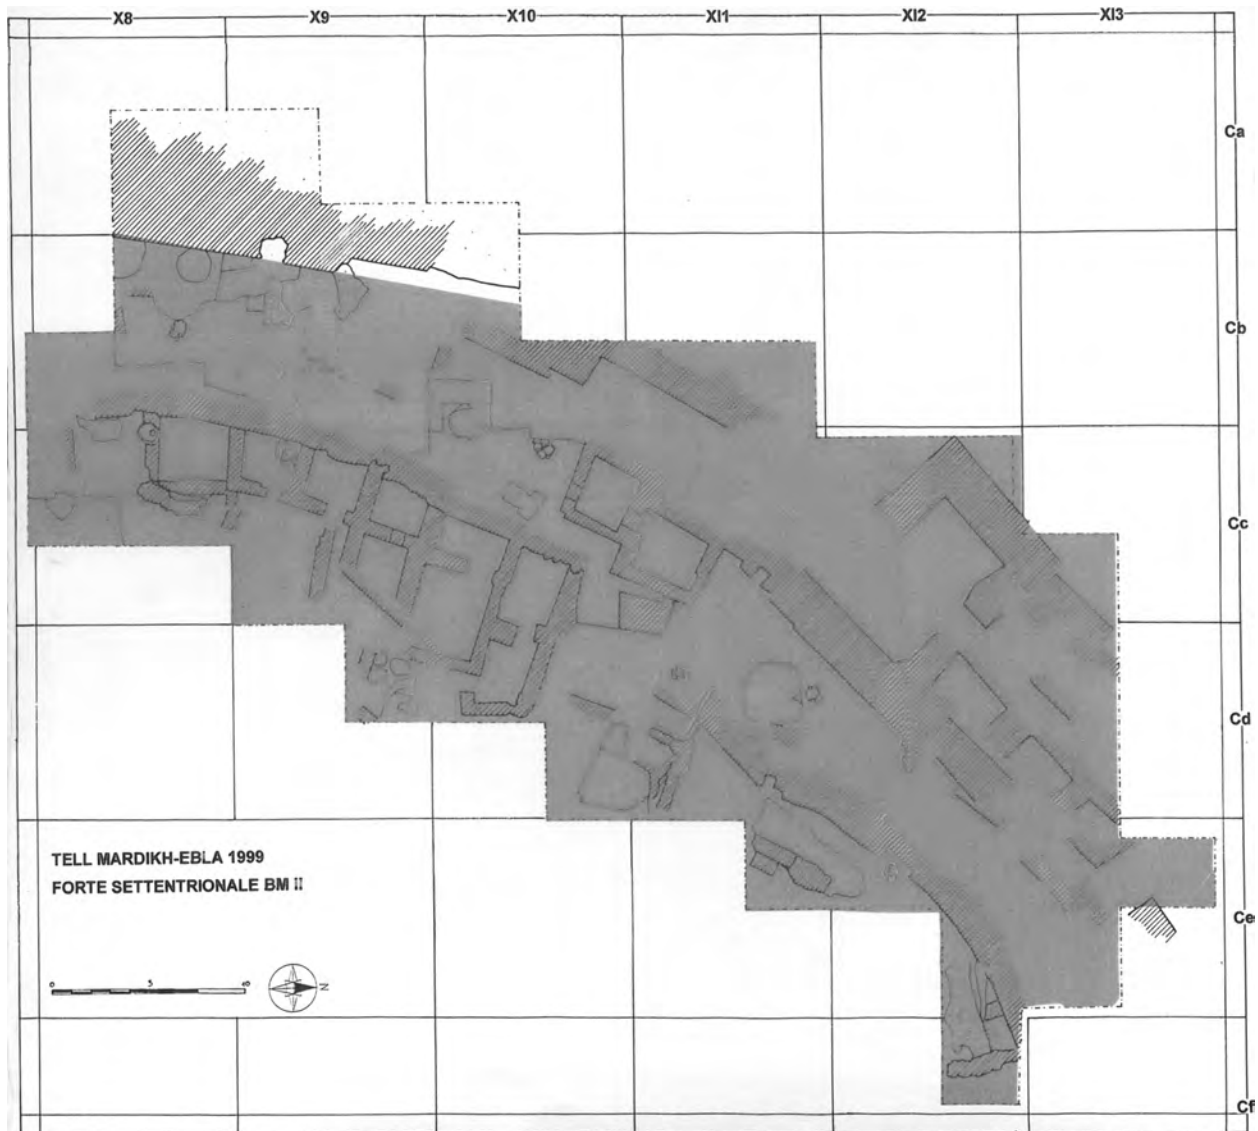 X8 X9 X10 XI1 XI2 XI3
Ca
Cb
Cc
Cd
TELL MARDIKH-EBLA 1999
FORTE SETTENTRIONALE BM II
Ce
0 5
N
Cf